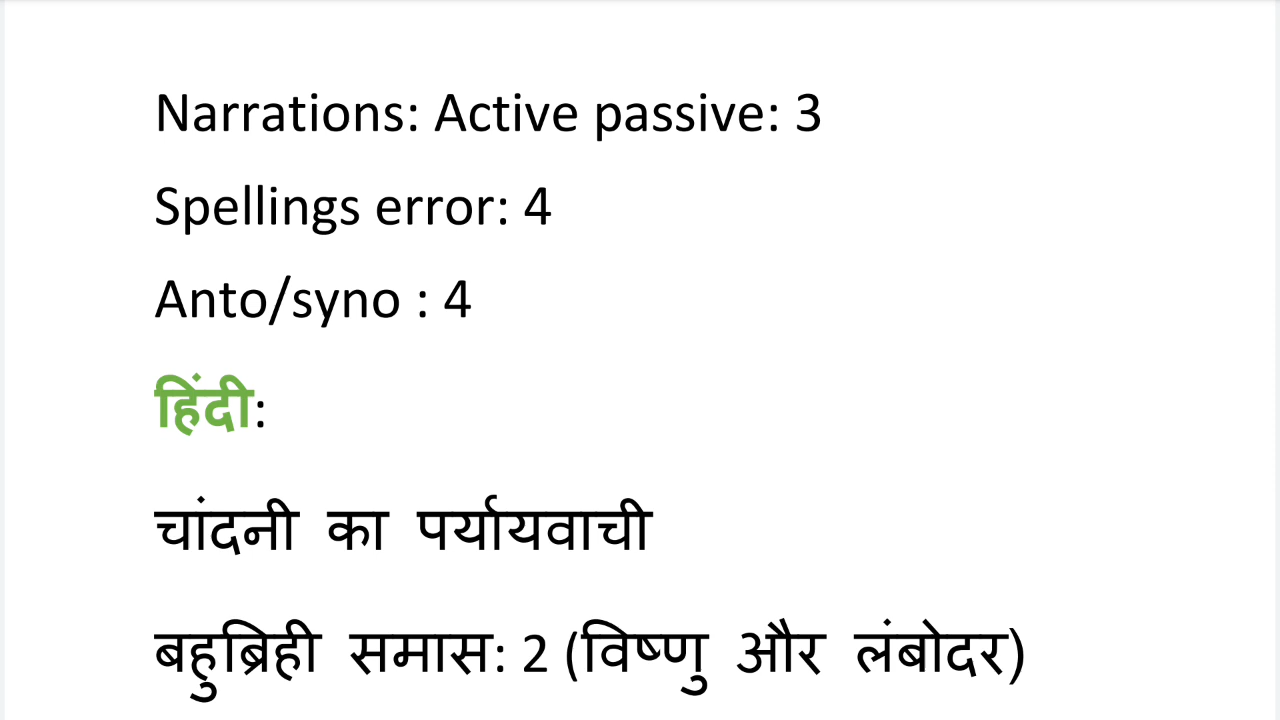 Narrations: Active passive: 3
Spellings error: 4
Anto/syno : 4
हिंदी:
चांदनी का पर्यायवाची
बहुब्रिही समास: 2 (विष्णु और लंबोदर)